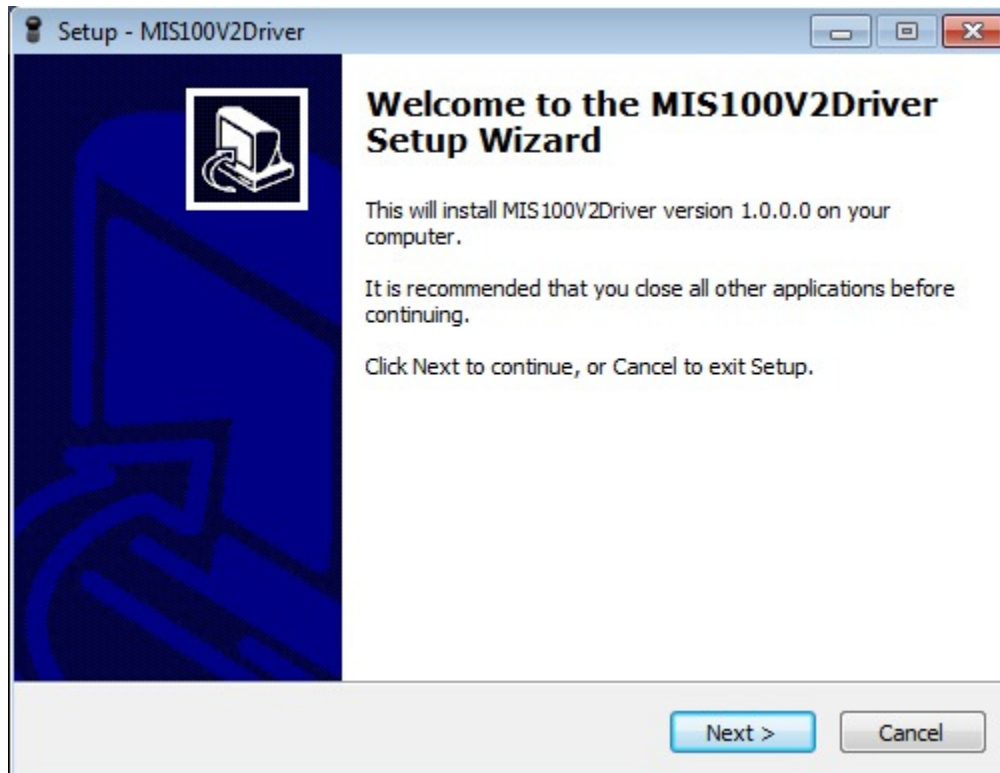 Setup - MIS100V2Driver
Welcome to the MIS100V2Driver
Setup Wizard
This will install MIS100V2Driver version 1.0.0.0 on your
computer.
It is recommended that you close all other applications before
continuing.
Click Next to continue, or Cancel to exit Setup.
Next >
Cancel